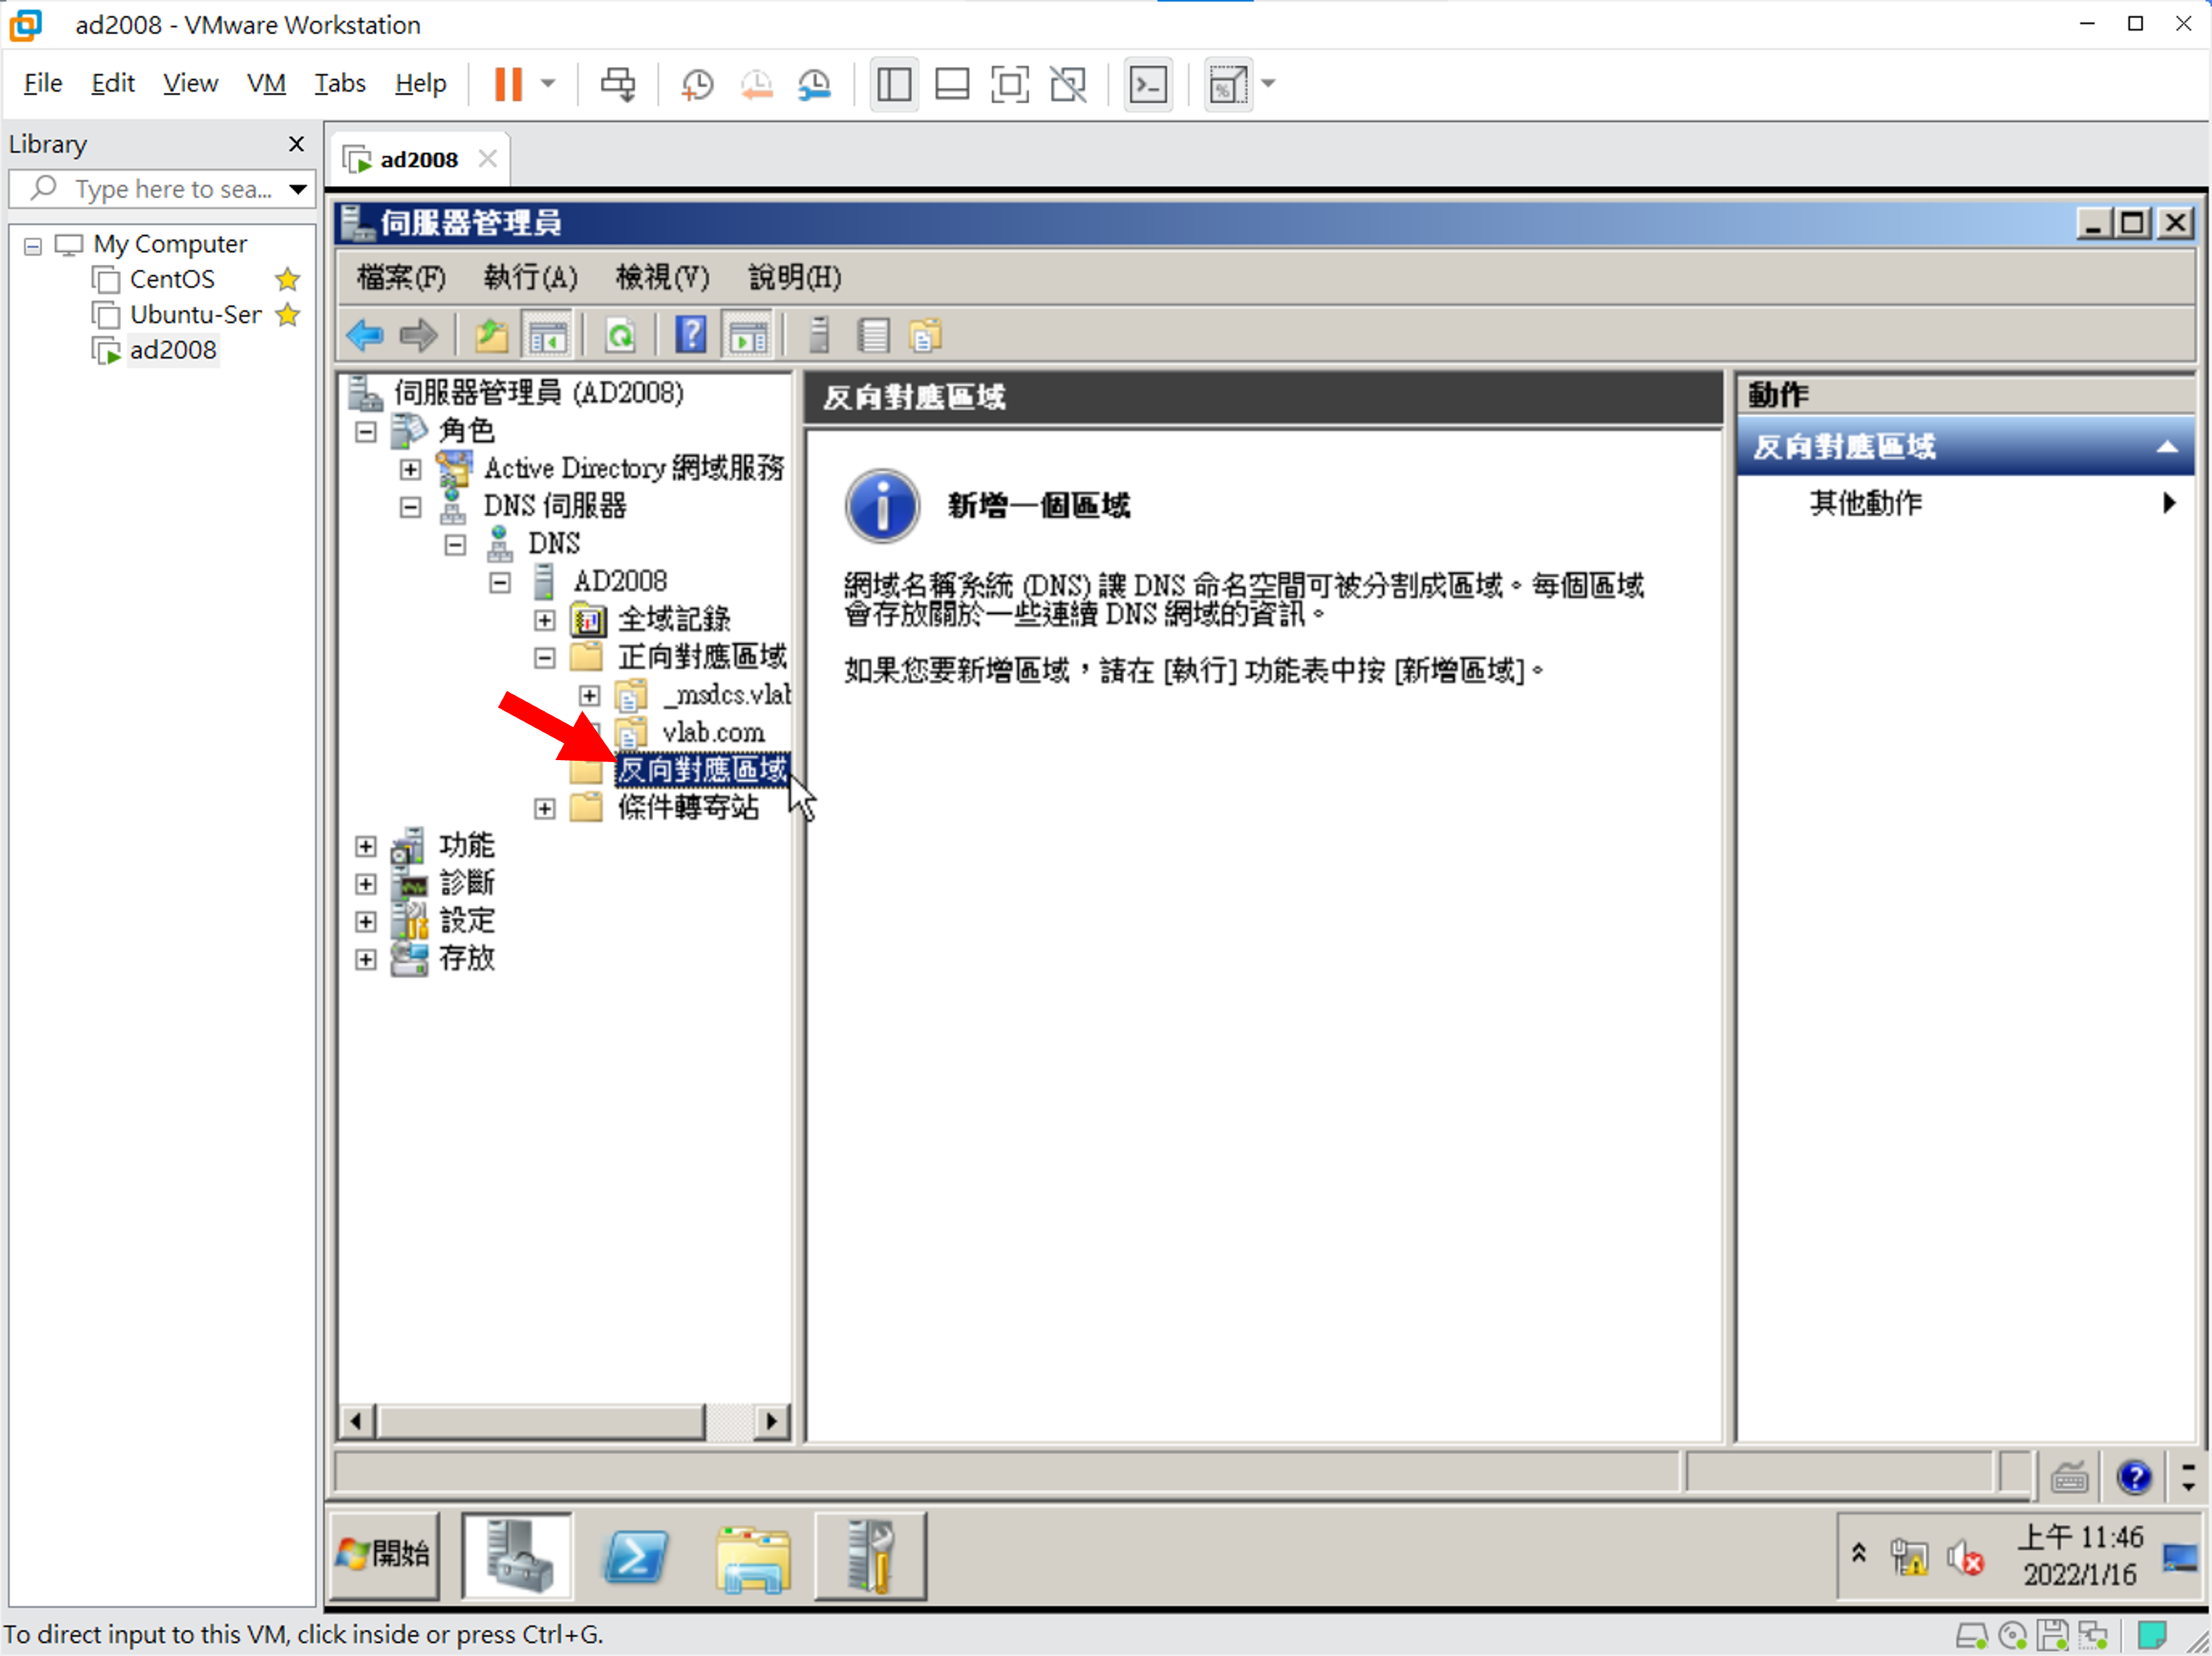 ad2008 - VMware Workstation
File Edit View VM Tabs Help
Library
Type here to sea...
My Computer
CentOS
Ubuntu-Ser
ad2008
ad2008
伺服器管理員
檔案(F) 執行(A) 檢視(V) 說明(H)
伺服器管理員 (AD2008)
角色
Active Directory 網域服務
DNS 伺服器
DNS
AD2008
全域記錄
正向對應區域
_msdcs.vlab
vlab.com
反向對應區域
條件轉寄站
功能
診斷
設定
存放
反向對應區域
新增一個區域
網域名稱系統 (DNS) 讓 DNS 命名空間可被分割成區域。每個區域
會存放關於一些連續 DNS 網域的資訊。
如果您要新增區域，請在 [執行] 功能表中按 [新增區域]。
動作
反向對應區域
其他動作
開始
上午 11:46
2022/1/16
To direct input to this VM, click inside or press Ctrl+G.